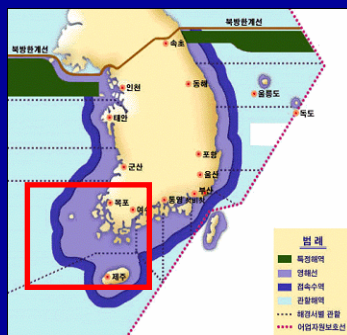 북방한계선
북방한계선
속초
인천
동해
울릉도
태안
독도
군산
포항
울산
부산
목포
통영
제주
범 례
특정해역
영해선
접속수역
관할해역
해경서별 관할
어업자원보호선